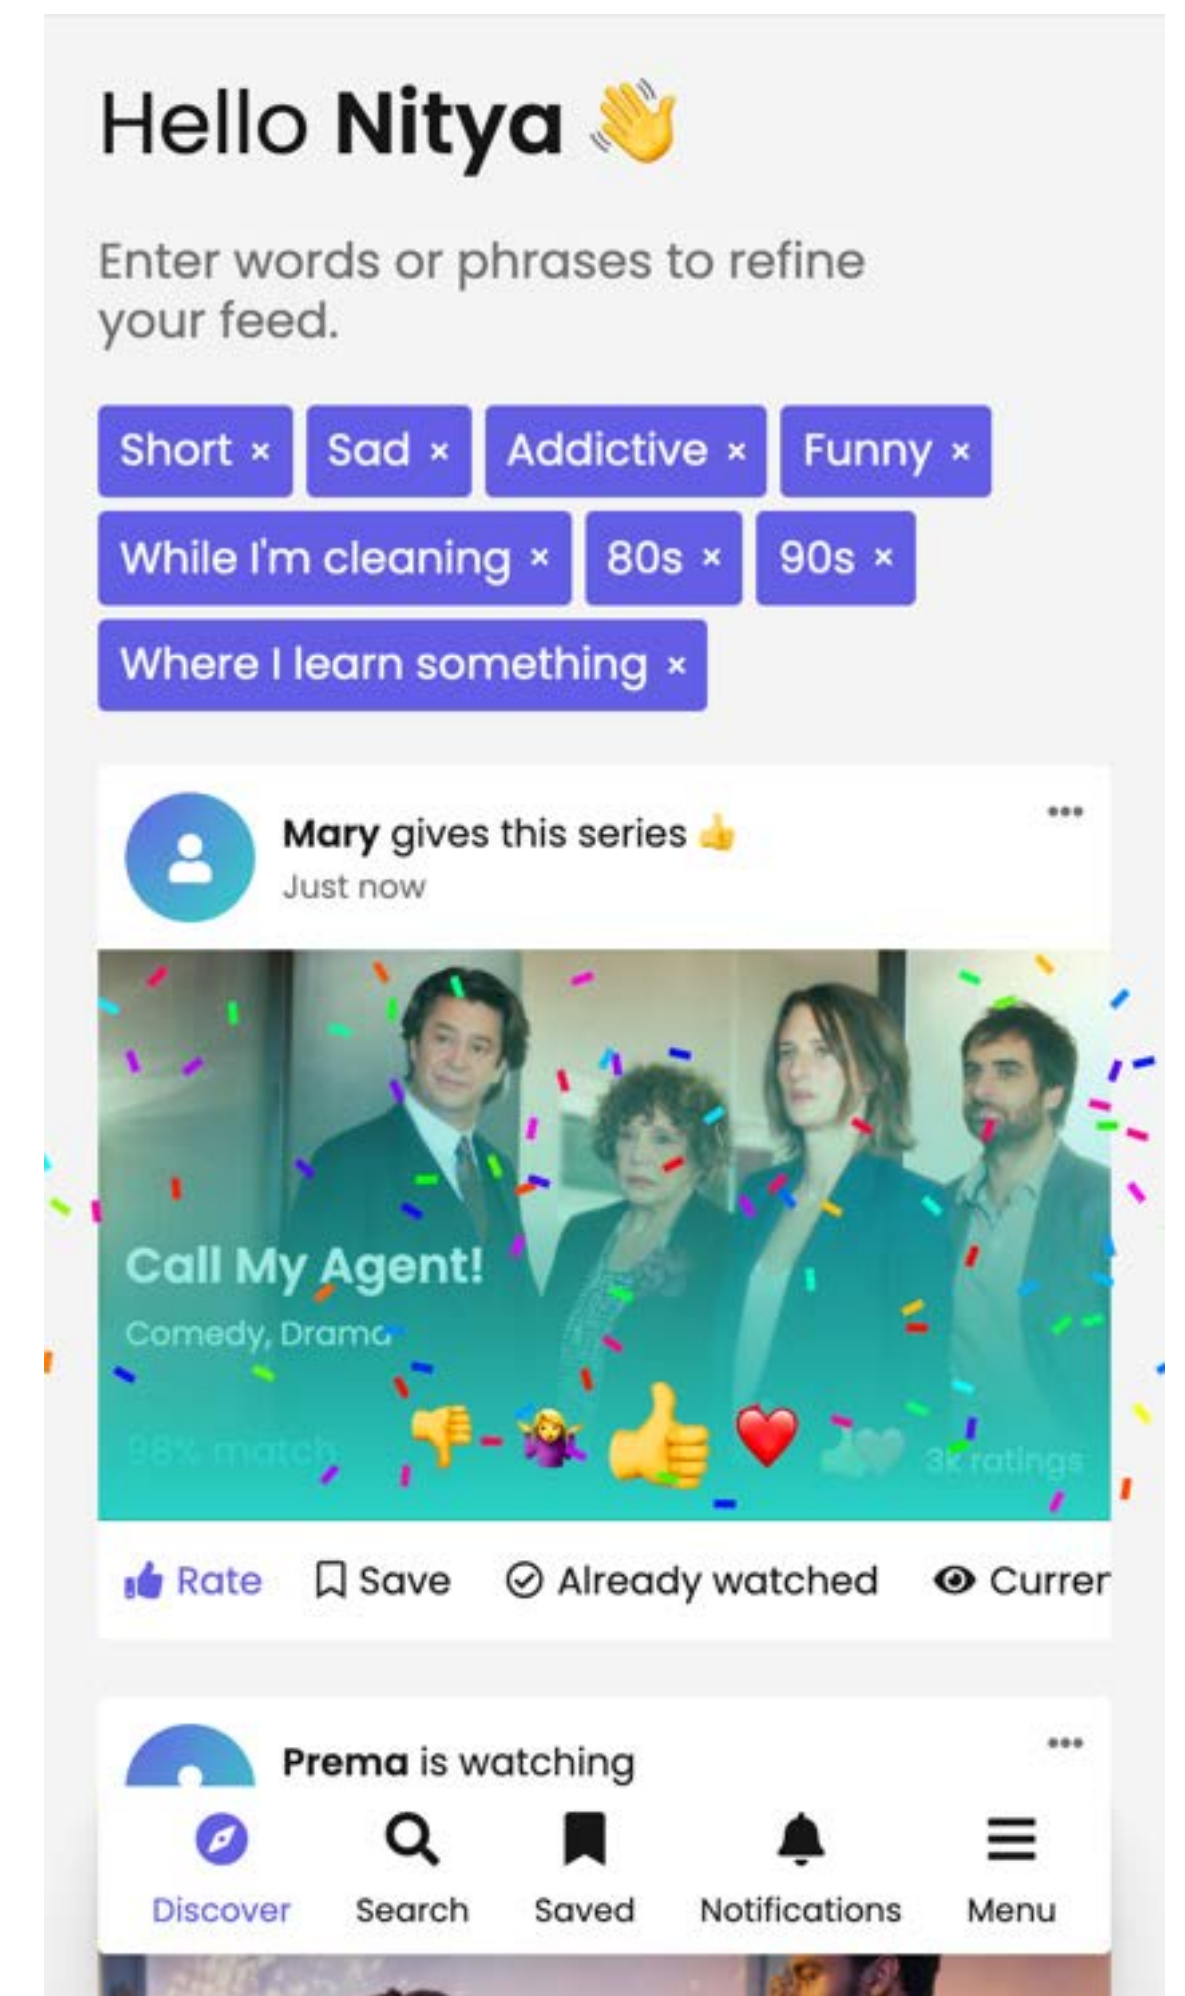 Hello Nitya 👋
Enter words or phrases to refine
your feed.
Short × Sad × Addictive × Funny ×
While I'm cleaning × 80s × 90s ×
Where I learn something ×
Mary gives this series 👍
Just now
Call My Agent!
Comedy, Drama
98% match 3k ratings
Rate Save Already watched Curren
Prema is watching
Discover Search Saved Notifications Menu